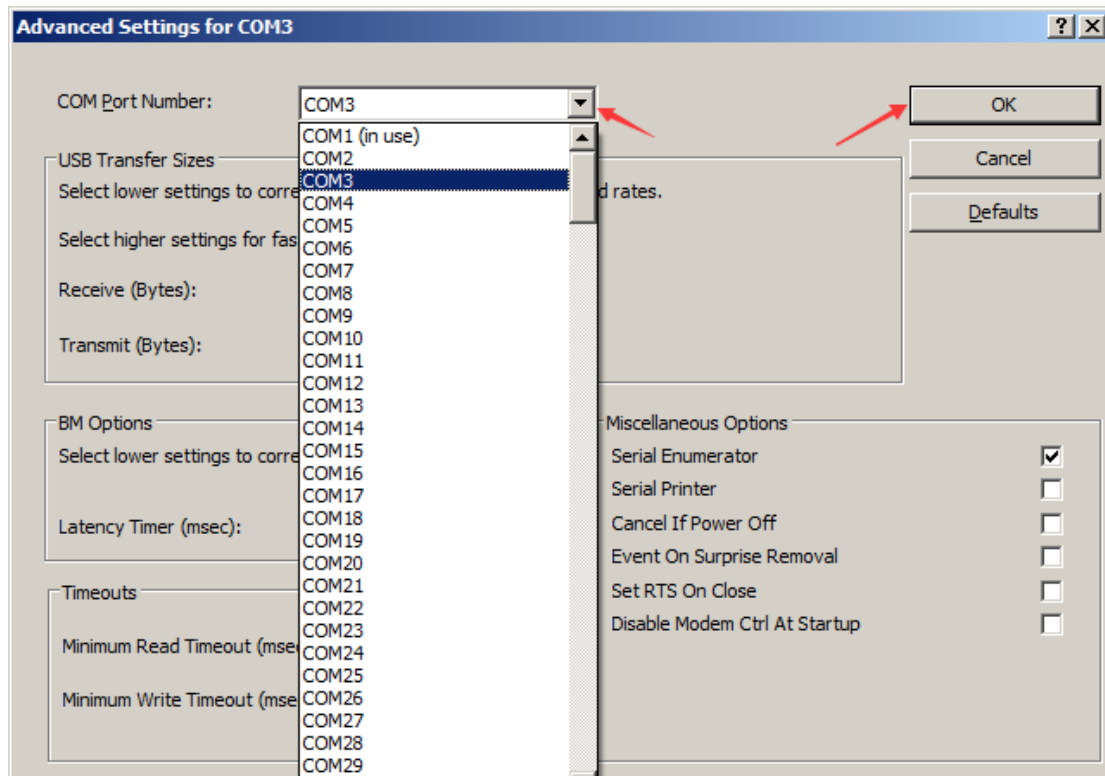 Advanced Settings for COM3
COM Port Number:
COM3
OK
Cancel
Defaults
COM1 (in use)
COM2
COM3
COM4
COM5
COM6
COM7
COM8
COM9
COM10
COM11
COM12
COM13
COM14
COM15
COM16
COM17
COM18
COM19
COM20
COM21
COM22
COM23
COM24
COM25
COM26
COM27
COM28
COM29
USB Transfer Sizes
Select lower settings to corre d rates.
Select higher settings for fas
Receive (Bytes):
Transmit (Bytes):
BM Options
Select lower settings to corre
Latency Timer (msec):
Timeouts
Minimum Read Timeout (mse
Minimum Write Timeout (mse
Miscellaneous Options
Serial Enumerator
Serial Printer
Cancel If Power Off
Event On Surprise Removal
Set RTS On Close
Disable Modem Ctrl At Startup